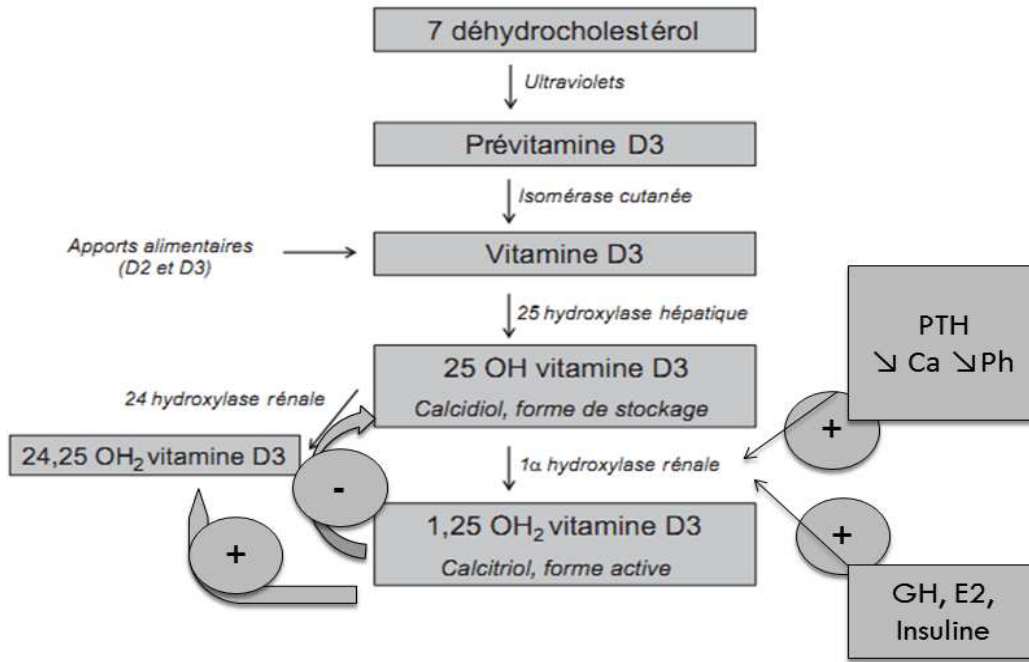 7 déhydrocholestérol
Ultraviolets
Prévitamine D3
Isomérase cutanée
Apports alimentaires
(D2 et D3)
Vitamine D3
25 hydroxylase hépatique
PTH
↘ Ca ↘Ph
25 OH vitamine D3
Calcidiol, forme de stockage
24 hydroxylase rénale
+
24,25 OH₂ vitamine D3
-
1α hydroxylase rénale
1,25 OH₂ vitamine D3
Calcitriol, forme active
+
+
GH, E2,
Insuline